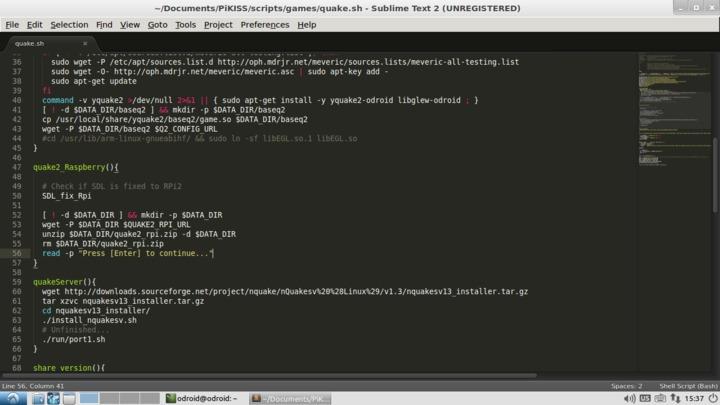 ~/Documents/PiKISS/scripts/games/quake.sh - Sublime Text 2 (UNREGISTERED)
File Edit Selection Find View Goto Tools Project Preferences Help
quake.sh ×
36 sudo wget -P /etc/apt/sources.list.d http://oph.mdrjr.net/meveric/sources.lists/meveric-all-testing.list
37 sudo wget -O- http://oph.mdrjr.net/meveric/meveric.asc | sudo apt-key add -
38 sudo apt-get update
39 fi
40 command -v yquake2 >/dev/null 2>&1 || { sudo apt-get install -y yquake2-odroid libglew-odroid ; }
41 [ ! -d $DATA_DIR/baseq2 ] && mkdir -p $DATA_DIR/baseq2
42 cp /usr/local/share/yquake2/baseq2/game.so $DATA_DIR/baseq2
43 wget -P $DATA_DIR/baseq2 $Q2_CONFIG_URL
44 #cd /usr/lib/arm-linux-gnueabihf/ && sudo ln -sf libEGL.so.1 libEGL.so
45 }
46
47 quake2_Raspberry(){
48
49 # Check if SDL is fixed to RPi2
50 SDL_fix_Rpi
51
52 [ ! -d $DATA_DIR ] && mkdir -p $DATA_DIR
53 wget -P $DATA_DIR $QUAKE2_RPI_URL
54 unzip $DATA_DIR/quake2_rpi.zip -d $DATA_DIR
55 rm $DATA_DIR/quake2_rpi.zip
56 read -p "Press [Enter] to continue..."
57 }
58
59 quakeServer(){
60 wget http://downloads.sourceforge.net/project/nquake/nQuakesv%20%28Linux%29/v1.3/nquakesv13_installer.tar.gz
61 tar xzvc nquakesv13_installer.tar.gz
62 cd nquakesv13_installer/
63 ./install_nquakesv.sh
64 # Unfinished...
65 ./run/port1.sh
66 }
67
68 share_version(){
Line 56, Column 41 Spaces: 2 Shell Script (Bash)
odroid@odroid: ~ ~/Documents/PiK... US 15:37